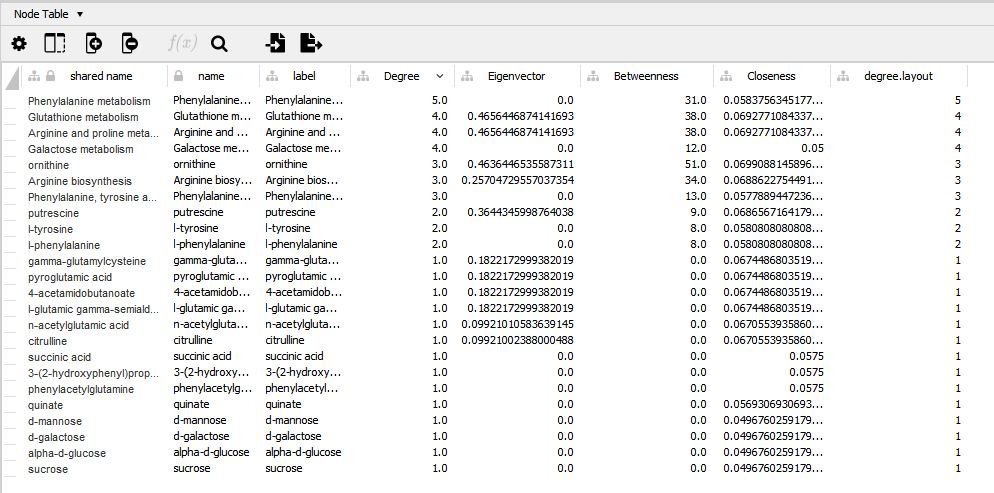 Node Table ▼
f(x)
shared name name label Degree Eigenvector Betweenness Closeness degree.layout
Phenylalanine metabolism Phenylalanine... Phenylalanine... 5.0 0.0 31.0 0.0583756345177... 5
Glutathione metabolism Glutathione m... Glutathione m... 4.0 0.4656446874141693 38.0 0.0692771084337... 4
Arginine and proline meta... Arginine and ... Arginine and ... 4.0 0.4656446874141693 38.0 0.0692771084337... 4
Galactose metabolism Galactose me... Galactose me... 4.0 0.0 12.0 0.05 4
ornithine ornithine ornithine 3.0 0.4636446535587311 51.0 0.0699088145896... 3
Arginine biosynthesis Arginine biosy... Arginine bios... 3.0 0.25704729557037354 34.0 0.0688622754491... 3
Phenylalanine, tyrosine a... Phenylalanine... Phenylalanine... 3.0 0.0 13.0 0.0577889447236... 3
putrescine putrescine putrescine 2.0 0.3644345998764038 9.0 0.0686567164179... 2
l-tyrosine l-tyrosine l-tyrosine 2.0 0.0 8.0 0.0580808080808... 2
l-phenylalanine l-phenylalanine l-phenylalanine 2.0 0.0 8.0 0.0580808080808... 2
gamma-glutamylcysteine gamma-gluta... gamma-gluta... 1.0 0.1822172999382019 0.0 0.0674486803519... 1
pyroglutamic acid pyroglutamic ... pyroglutamic ... 1.0 0.1822172999382019 0.0 0.0674486803519... 1
4-acetamidobutanoate 4-acetamidob... 4-acetamidob... 1.0 0.1822172999382019 0.0 0.0674486803519... 1
l-glutamic gamma-semiald... l-glutamic ga... l-glutamic ga... 1.0 0.1822172999382019 0.0 0.0674486803519... 1
n-acetylglutamic acid n-acetylgluta... n-acetylgluta... 1.0 0.09921010583639145 0.0 0.0670553935860... 1
citrulline citrulline citrulline 1.0 0.09921002388000488 0.0 0.0670553935860... 1
succinic acid succinic acid succinic acid 1.0 0.0 0.0 0.0575 1
3-(2-hydroxyphenyl)prop... 3-(2-hydroxy... 3-(2-hydroxy... 1.0 0.0 0.0 0.0575 1
phenylacetylglutamine phenylacetylg... phenylacetyl... 1.0 0.0 0.0 0.0575 1
quinate quinate quinate 1.0 0.0 0.0 0.0569306930693... 1
d-mannose d-mannose d-mannose 1.0 0.0 0.0 0.0496760259179... 1
d-galactose d-galactose d-galactose 1.0 0.0 0.0 0.0496760259179... 1
alpha-d-glucose alpha-d-glucose alpha-d-glucose 1.0 0.0 0.0 0.0496760259179... 1
sucrose sucrose sucrose 1.0 0.0 0.0 0.0496760259179... 1